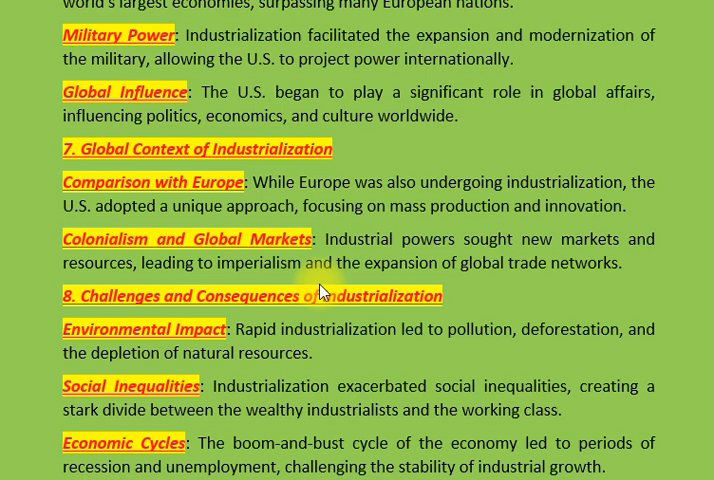 world's largest economies, surpassing many European nations.
Military Power: Industrialization facilitated the expansion and modernization of
the military, allowing the U.S. to project power internationally.
Global Influence: The U.S. began to play a significant role in global affairs,
influencing politics, economics, and culture worldwide.
7. Global Context of Industrialization
Comparison with Europe: While Europe was also undergoing industrialization, the
U.S. adopted a unique approach, focusing on mass production and innovation.
Colonialism and Global Markets: Industrial powers sought new markets and
resources, leading to imperialism and the expansion of global trade networks.
8. Challenges and Consequences of Industrialization
Environmental Impact: Rapid industrialization led to pollution, deforestation, and
the depletion of natural resources.
Social Inequalities: Industrialization exacerbated social inequalities, creating a
stark divide between the wealthy industrialists and the working class.
Economic Cycles: The boom-and-bust cycle of the economy led to periods of
recession and unemployment, challenging the stability of industrial growth.